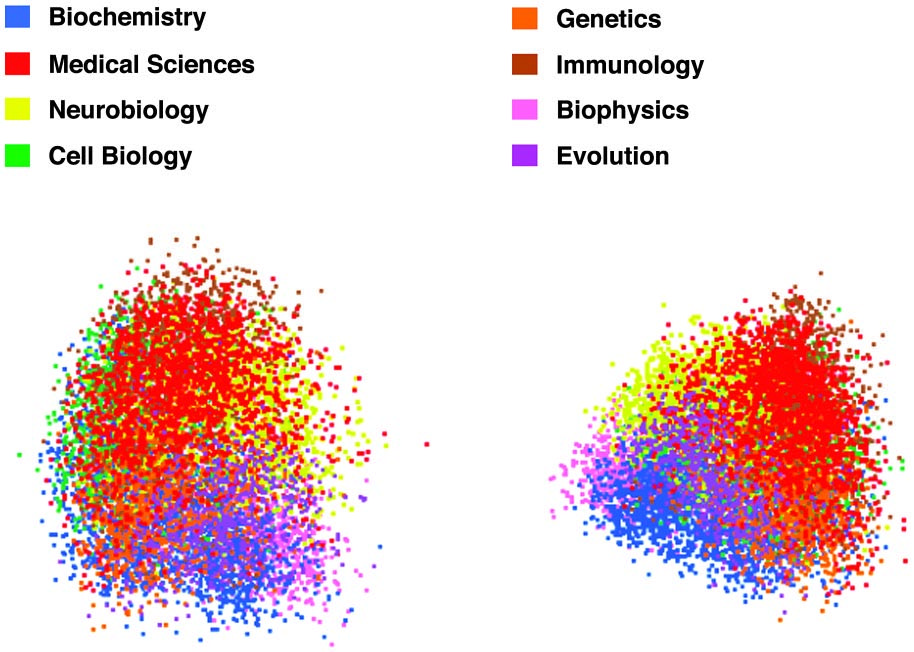 Biochemistry
Medical Sciences
Neurobiology
Cell Biology
Genetics
Immunology
Biophysics
Evolution